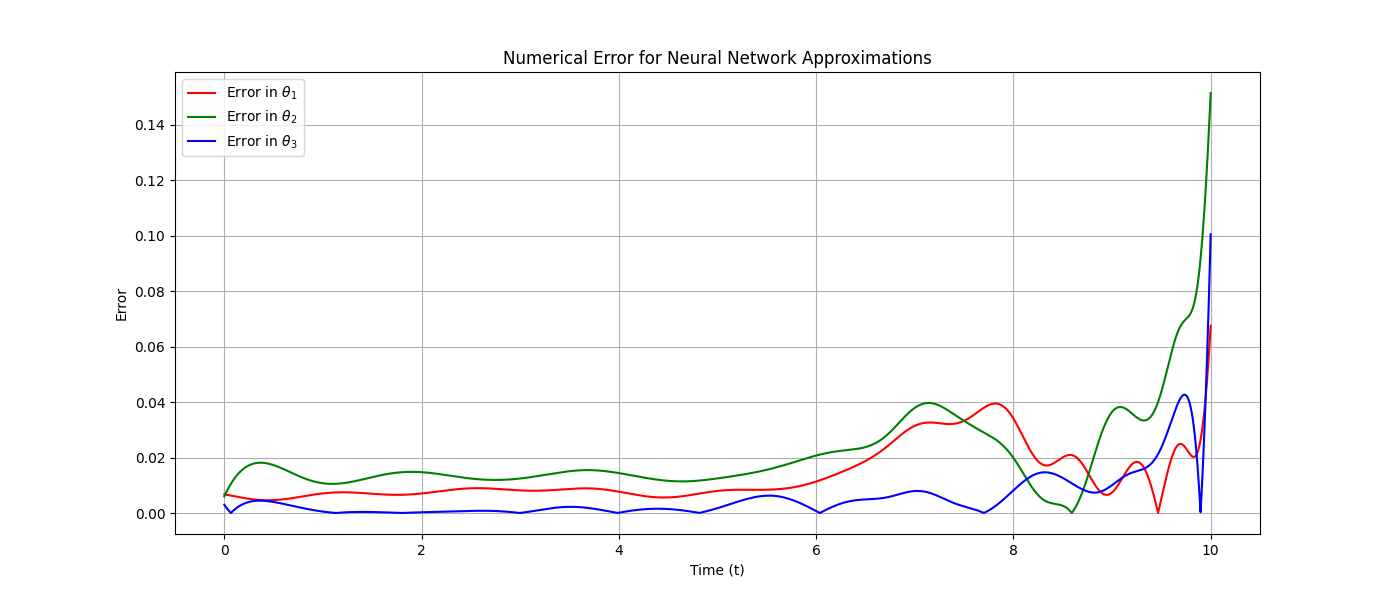 Numerical Error for Neural Network Approximations
Error in θ₁
Error in θ₂
Error in θ₃
0.14
0.12
0.10
0.08
0.06
0.04
0.02
0.00
Error
0 2 4 6 8 10
Time (t)